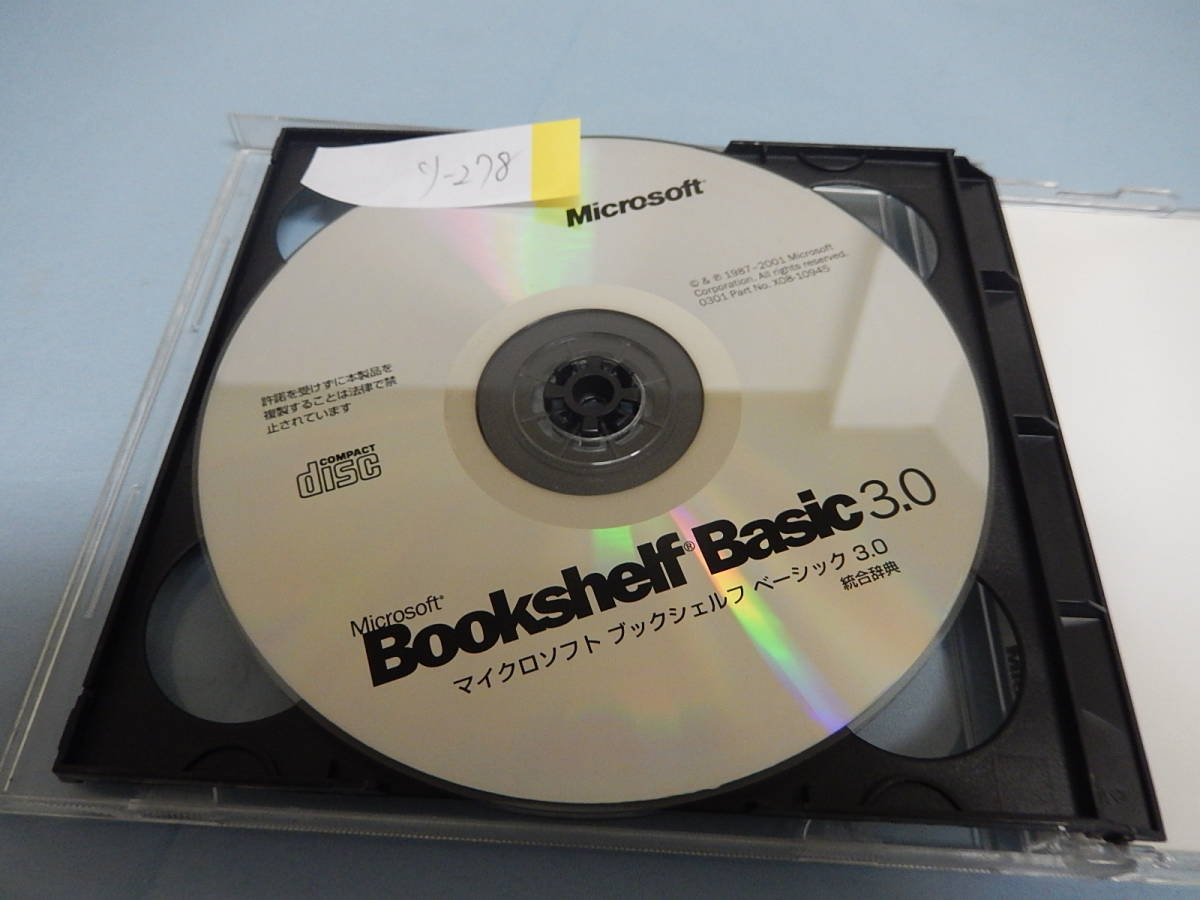 ソ-278
Microsoft
© & ℗ 1987-2001 Microsoft
Corporation. All rights reserved.
0301 Part No. X08-10945
許諾を受けずに本製品を
複製することは法律で禁
止されています
COMPACT
disc
Microsoft®
Bookshelf® Basic 3.0
マイクロソフト ブックシェルフ ベーシック 3.0
統合辞典